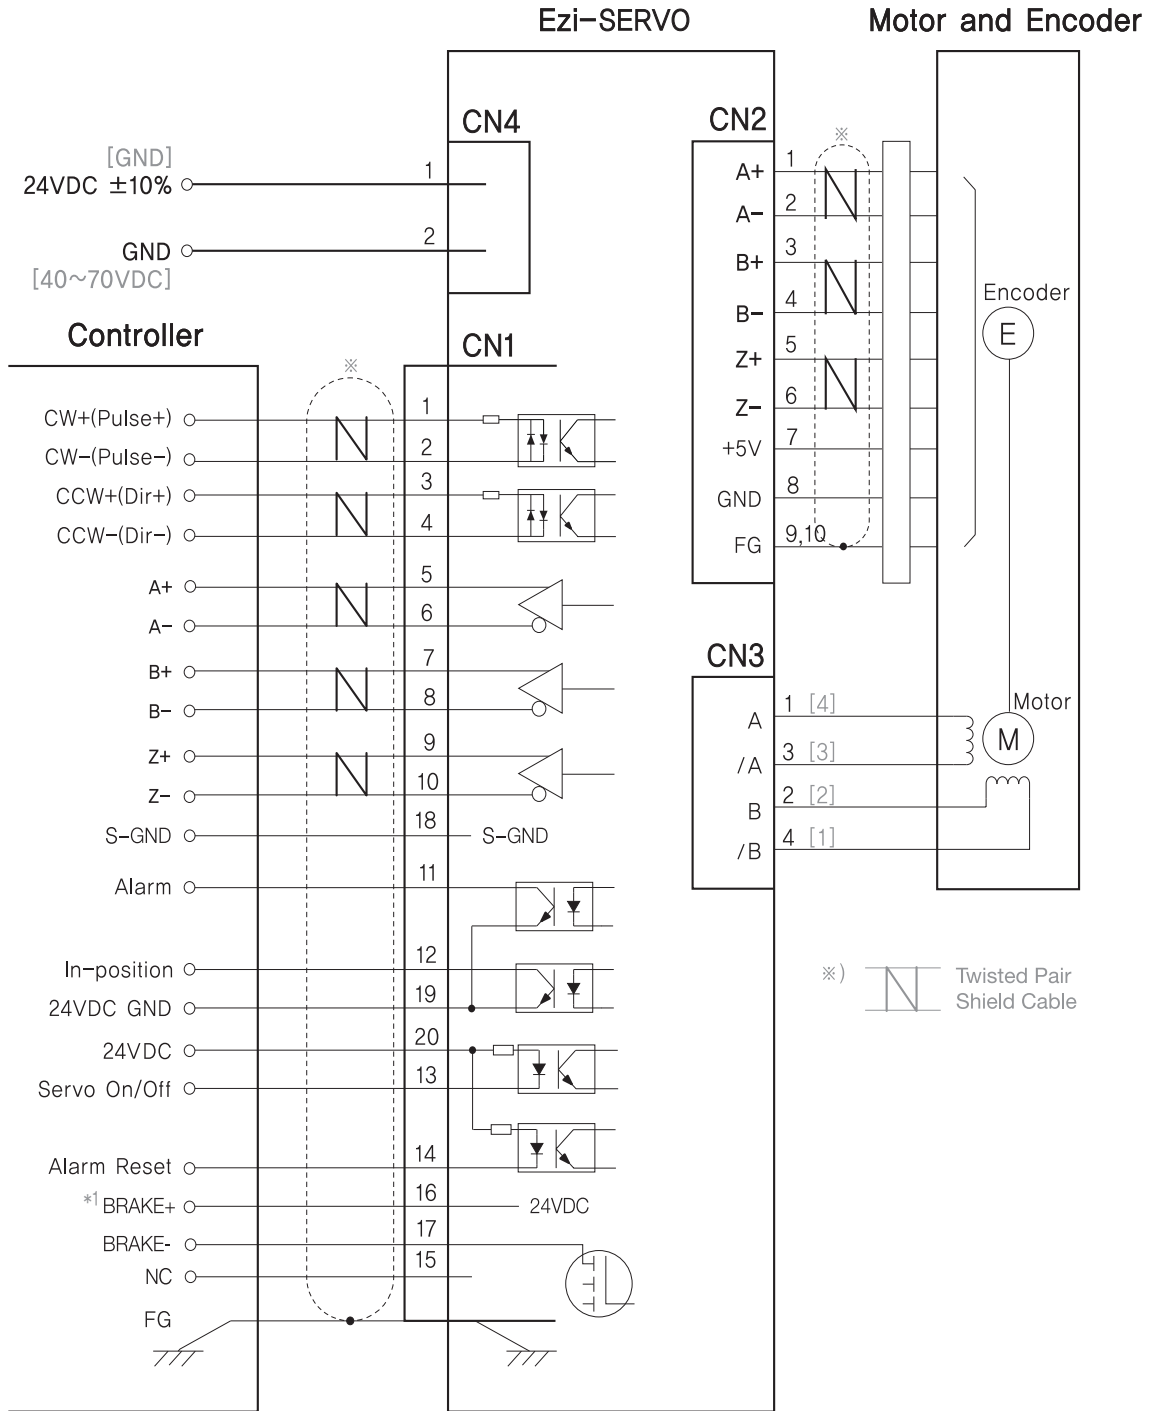 Ezi-SERVO
Motor and Encoder
CN4
[GND]
24VDC ±10%
1
GND
2
[40~70VDC]
CN2
※
A+ 1
A- 2
B+ 3
B- 4
Z+ 5
Z- 6
+5V 7
GND 8
FG 9,10
Encoder
E
Controller
CN1
※
CW+(Pulse+) 1
CW-(Pulse-) 2
CCW+(Dir+) 3
CCW-(Dir-) 4
A+ 5
A- 6
B+ 7
B- 8
Z+ 9
Z- 10
S-GND 18 S-GND
Alarm 11
In-position 12
24VDC GND 19
24VDC 20
Servo On/Off 13
Alarm Reset 14
*1 BRAKE+ 16 24VDC
BRAKE- 17
NC 15
FG
CN3
A 1 [4]
/A 3 [3]
B 2 [2]
/B 4 [1]
Motor
M
※) Twisted Pair
Shield Cable